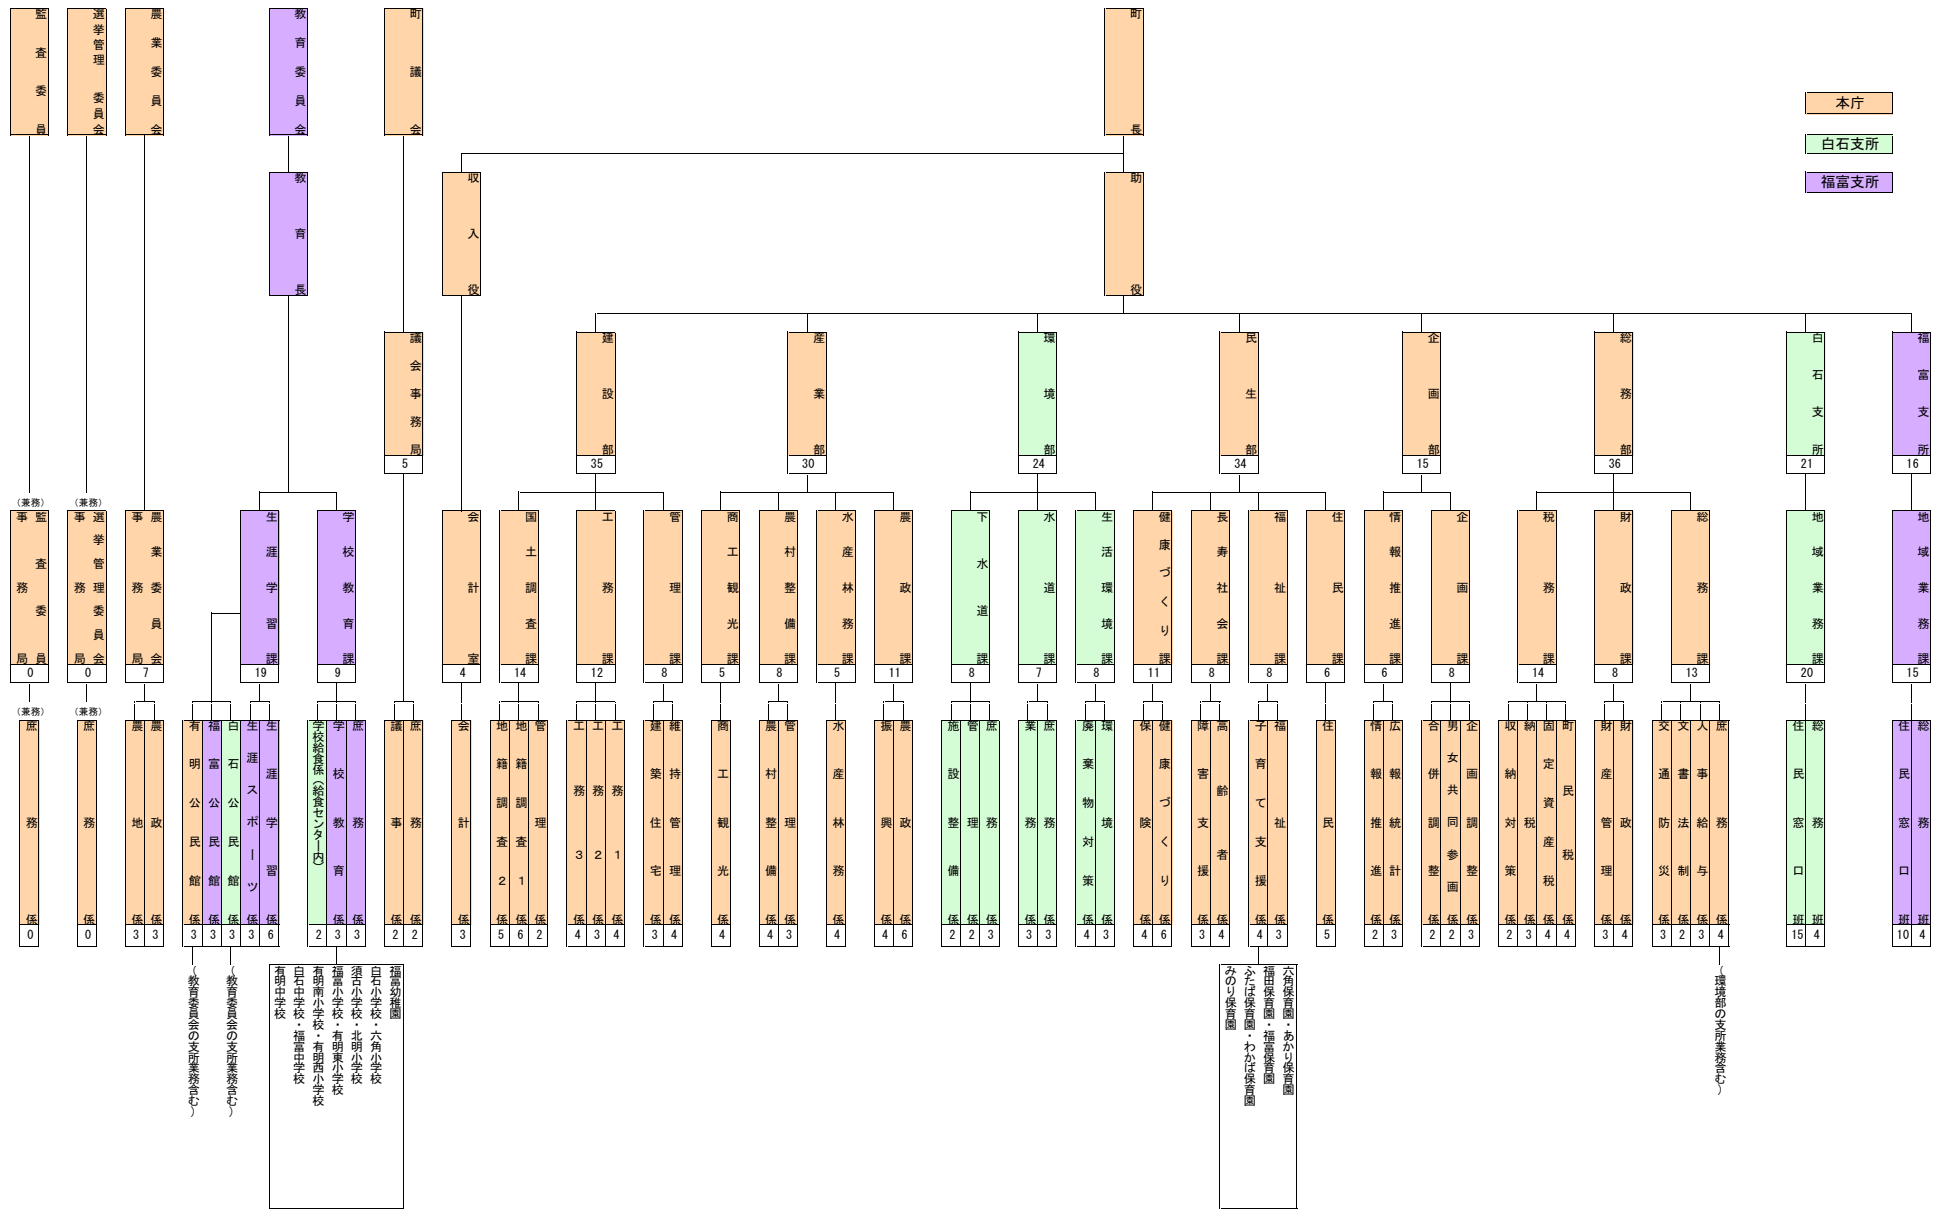 監査委員
選挙管理委員会
農業委員会
教育委員会
町議会
町長
本庁
白石支所
福富支所
教育長
収入役
助役
議会事務局
5
建設部
35
産業部
30
環境部
24
民生部
34
企画部
15
総務部
36
白石支所
21
福富支所
16
（兼務）
監査委員事務局
0
（兼務）
選挙管理委員会事務局
0
農業委員会事務局
7
生涯学習課
19
学校教育課
9
会計室
4
国土調査課
14
工務課
12
管理課
8
商工観光課
5
農村整備課
8
水産林務課
5
農政課
11
下水道課
8
水道課
7
生活環境課
8
健康づくり課
11
長寿社会課
8
福祉課
8
住民課
6
情報推進課
6
企画課
8
税務課
14
財政課
8
総務課
13
地域業務課
20
地域業務課
15
（兼務）
庶務係
0
（兼務）
庶務係
0
農地係
3
農政係
3
有明公民館係
3
福富公民館係
3
白石公民館係
3
生涯スポーツ係
3
生涯学習係
6
学校給食係（給食センター内）
2
学校教育係
3
庶務係
3
議事係
2
庶務係
2
会計係
3
地籍調査２係
5
地籍調査１係
6
管理係
2
工務３係
4
工務２係
3
工務１係
4
建築住宅係
3
維持管理係
4
商工観光係
4
農村整備係
4
管理係
3
水産林務係
4
振興係
4
農政係
6
施設整備係
2
管理係
2
庶務係
3
業務係
3
庶務係
3
廃棄物対策係
4
環境係
3
保険係
4
健康づくり係
6
障害支援係
3
高齢者係
4
子育て支援係
4
福祉係
3
住民係
5
情報推進係
2
広報統計係
3
合併調整係
2
男女共同参画係
2
企画調整係
3
収納対策係
2
納税係
3
固定資産税係
4
町民税係
4
財産管理係
3
財政係
4
交通防災係
3
文書法制係
2
人事給与係
3
庶務係
4
住民窓口班
15
総務班
4
住民窓口班
10
総務班
4
（教育委員会の支所業務含む）
（教育委員会の支所業務含む）
福富幼稚園
白石小学校・六角小学校
須古小学校・北明小学校
福富小学校・有明東小学校
有明南小学校・有明西小学校
白石中学校・福富中学校
有明中学校
六角保育園・あかり保育園
福田保育園・福富保育園
ふたば保育園・わかば保育園
みのり保育園
（環境部の支所業務含む）